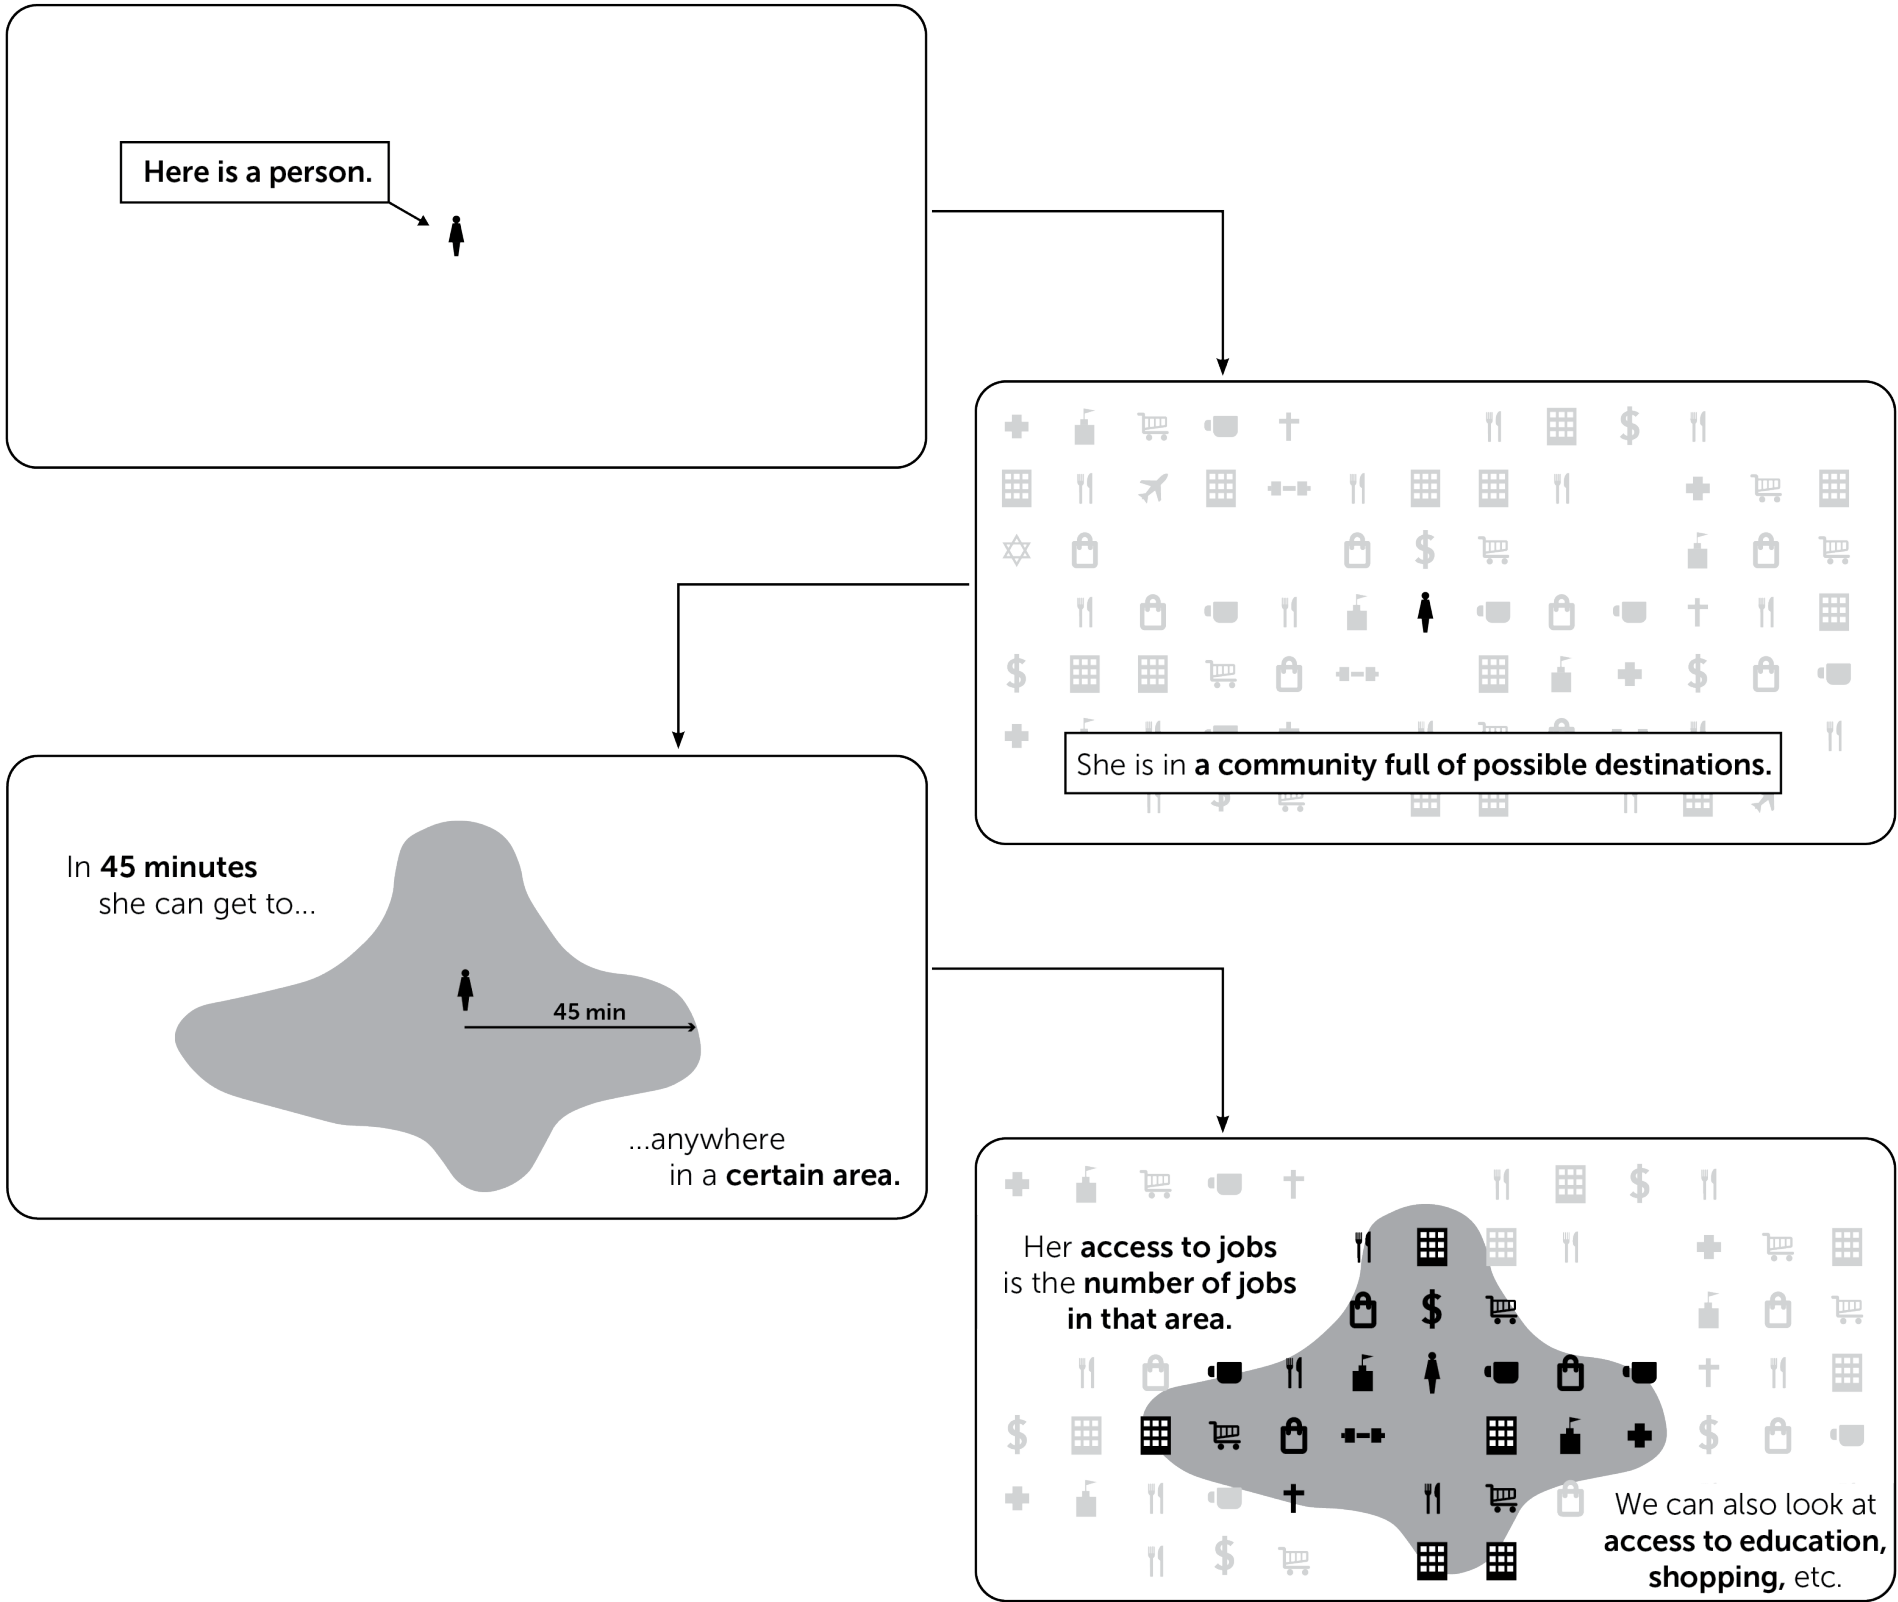 Here is a person.
She is in a community full of possible destinations.
In 45 minutes
she can get to...
45 min
...anywhere
in a certain area.
Her access to jobs
is the number of jobs
in that area.
We can also look at
access to education,
shopping, etc.